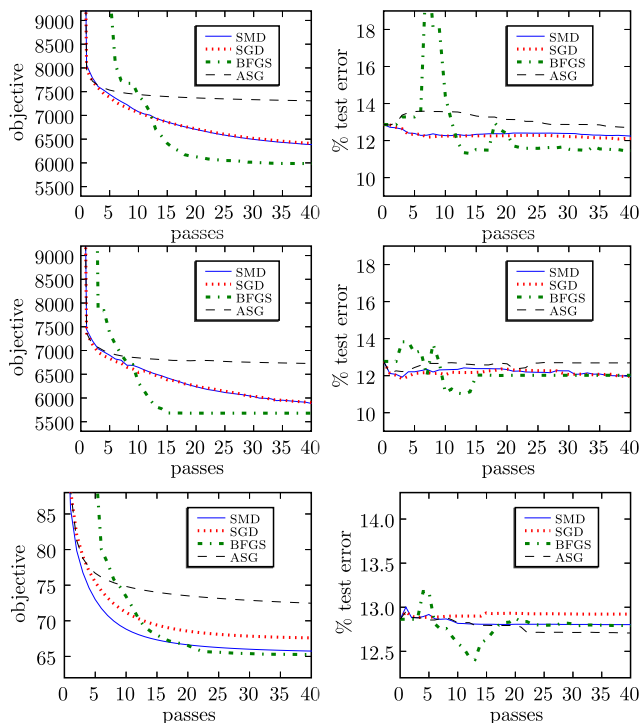 objective
9000
8500
8000
7500
7000
6500
6000
5500
SMD
SGD
BFGS
ASG
0 5 10 15 20 25 30 35 40
passes
% test error
18
16
14
12
10
SMD
SGD
BFGS
ASG
0 5 10 15 20 25 30 35 40
passes
objective
9000
8500
8000
7500
7000
6500
6000
5500
SMD
SGD
BFGS
ASG
0 5 10 15 20 25 30 35 40
passes
% test error
18
16
14
12
10
SMD
SGD
BFGS
ASG
0 5 10 15 20 25 30 35 40
passes
objective
85
80
75
70
65
SMD
SGD
BFGS
ASG
0 5 10 15 20 25 30 35 40
passes
% test error
14.0
13.5
13.0
12.5
SMD
SGD
BFGS
ASG
0 5 10 15 20 25 30 35 40
passes